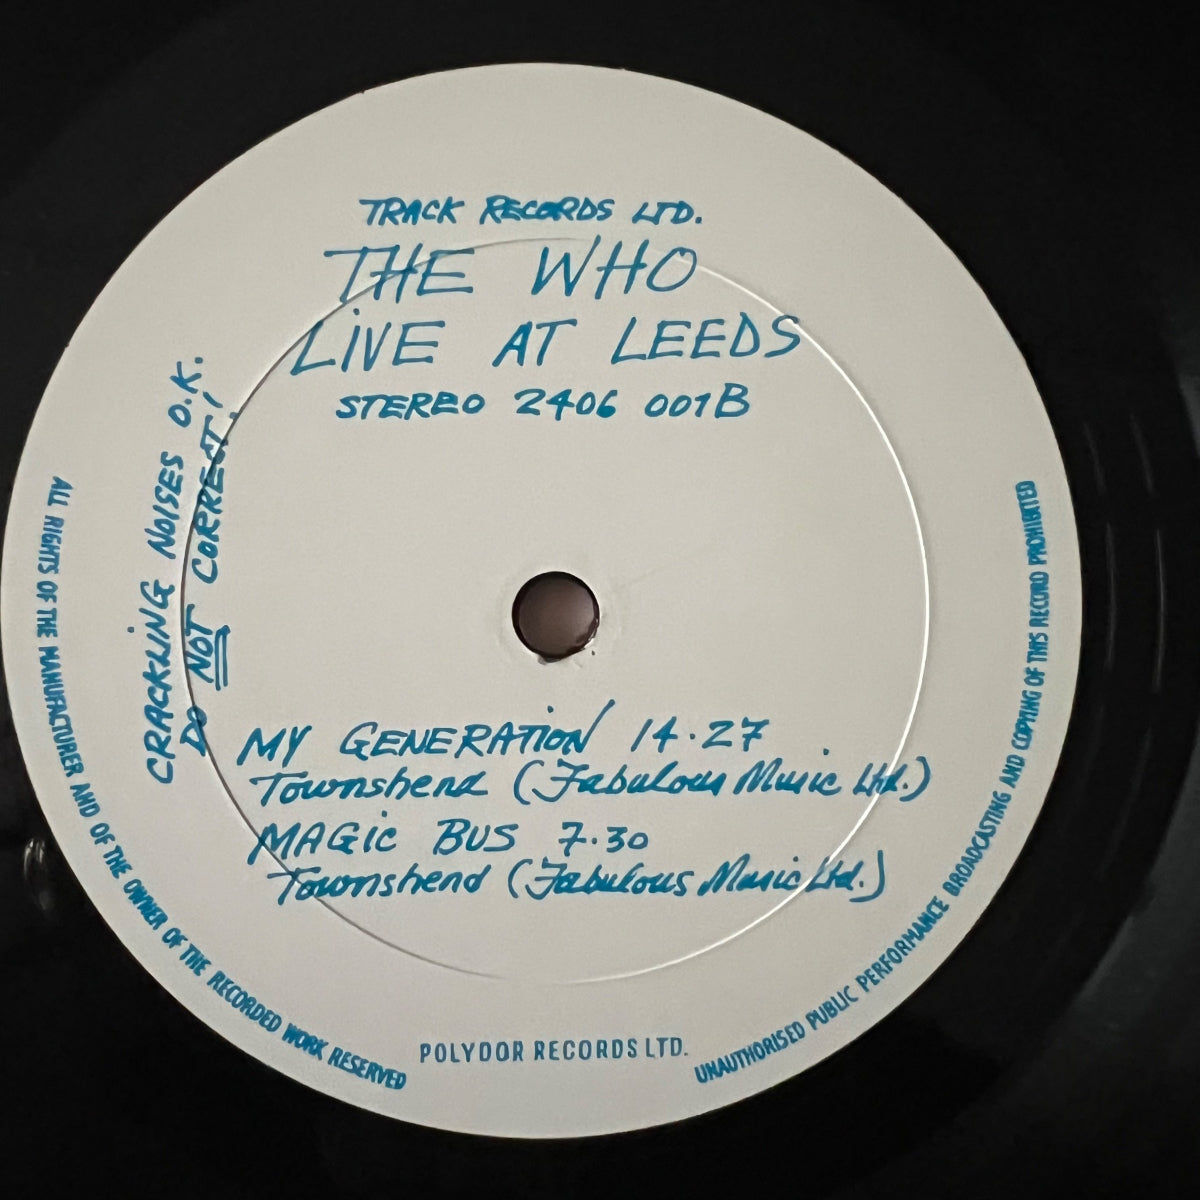 TRACK RECORDS LTD.
THE WHO
LIVE AT LEEDS
STEREO 2406 001B
CRACKLING NOISES O.K.
DO NOT CORRECT!
MY GENERATION 14.27
Townshend (Fabulous Music Ltd.)
MAGIC BUS 7.30
Townshend (Fabulous Music Ltd.)
POLYDOR RECORDS LTD.
ALL RIGHTS OF THE MANUFACTURER AND OF THE OWNER OF THE RECORDED WORK RESERVED
UNAUTHORISED PUBLIC PERFORMANCE BROADCASTING AND COPYING OF THIS RECORD PROHIBITED